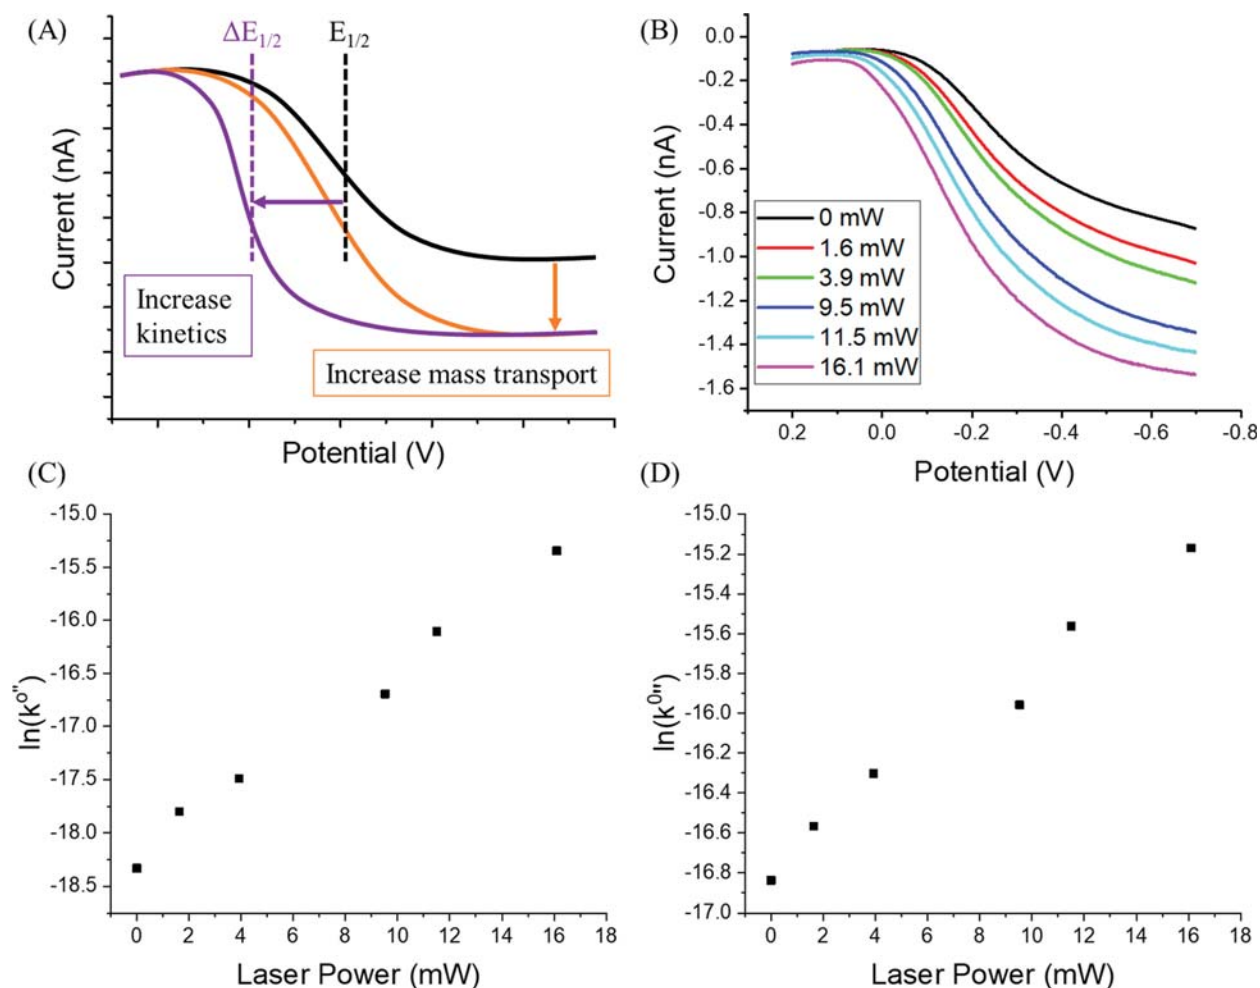 (A)
ΔE1/2
E1/2
Current (nA)
Increase
kinetics
Increase mass transport
Potential (V)
(B)
0.0
-0.2
-0.4
-0.6
-0.8
-1.0
-1.2
-1.4
-1.6
Current (nA)
0 mW
1.6 mW
3.9 mW
9.5 mW
11.5 mW
16.1 mW
0.2 0.0 -0.2 -0.4 -0.6 -0.8
Potential (V)
(C)
-15.0
-15.5
-16.0
-16.5
-17.0
-17.5
-18.0
-18.5
ln(k°")
0 2 4 6 8 10 12 14 16 18
Laser Power (mW)
(D)
-15.0
-15.2
-15.4
-15.6
-15.8
-16.0
-16.2
-16.4
-16.6
-16.8
-17.0
ln(k⁰")
0 2 4 6 8 10 12 14 16 18
Laser Power (mW)